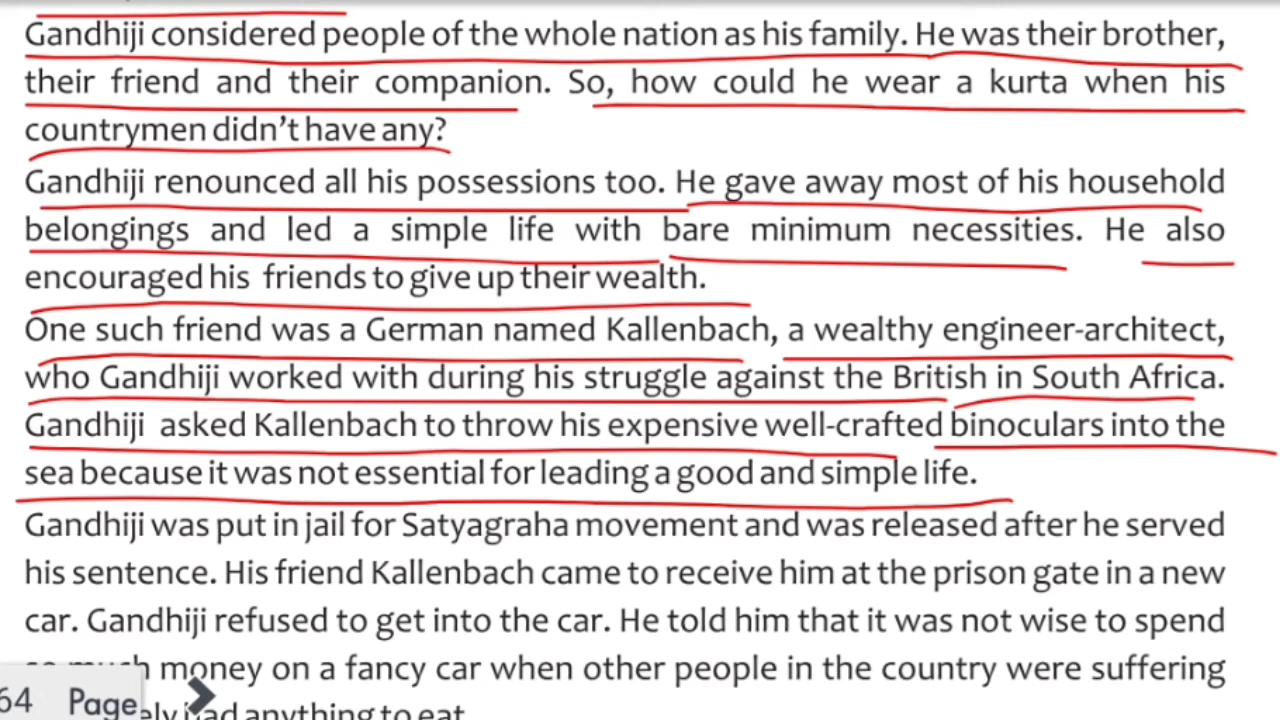 Gandhiji considered people of the whole nation as his family. He was their brother,
their friend and their companion. So, how could he wear a kurta when his
countrymen didn't have any?
Gandhiji renounced all his possessions too. He gave away most of his household
belongings and led a simple life with bare minimum necessities. He also
encouraged his friends to give up their wealth.
One such friend was a German named Kallenbach, a wealthy engineer-architect,
who Gandhiji worked with during his struggle against the British in South Africa.
Gandhiji asked Kallenbach to throw his expensive well-crafted binoculars into the
sea because it was not essential for leading a good and simple life.
Gandhiji was put in jail for Satyagraha movement and was released after he served
his sentence. His friend Kallenbach came to receive him at the prison gate in a new
car. Gandhiji refused to get into the car. He told him that it was not wise to spend
so much money on a fancy car when other people in the country were suffering
had anything to eat
64 Page